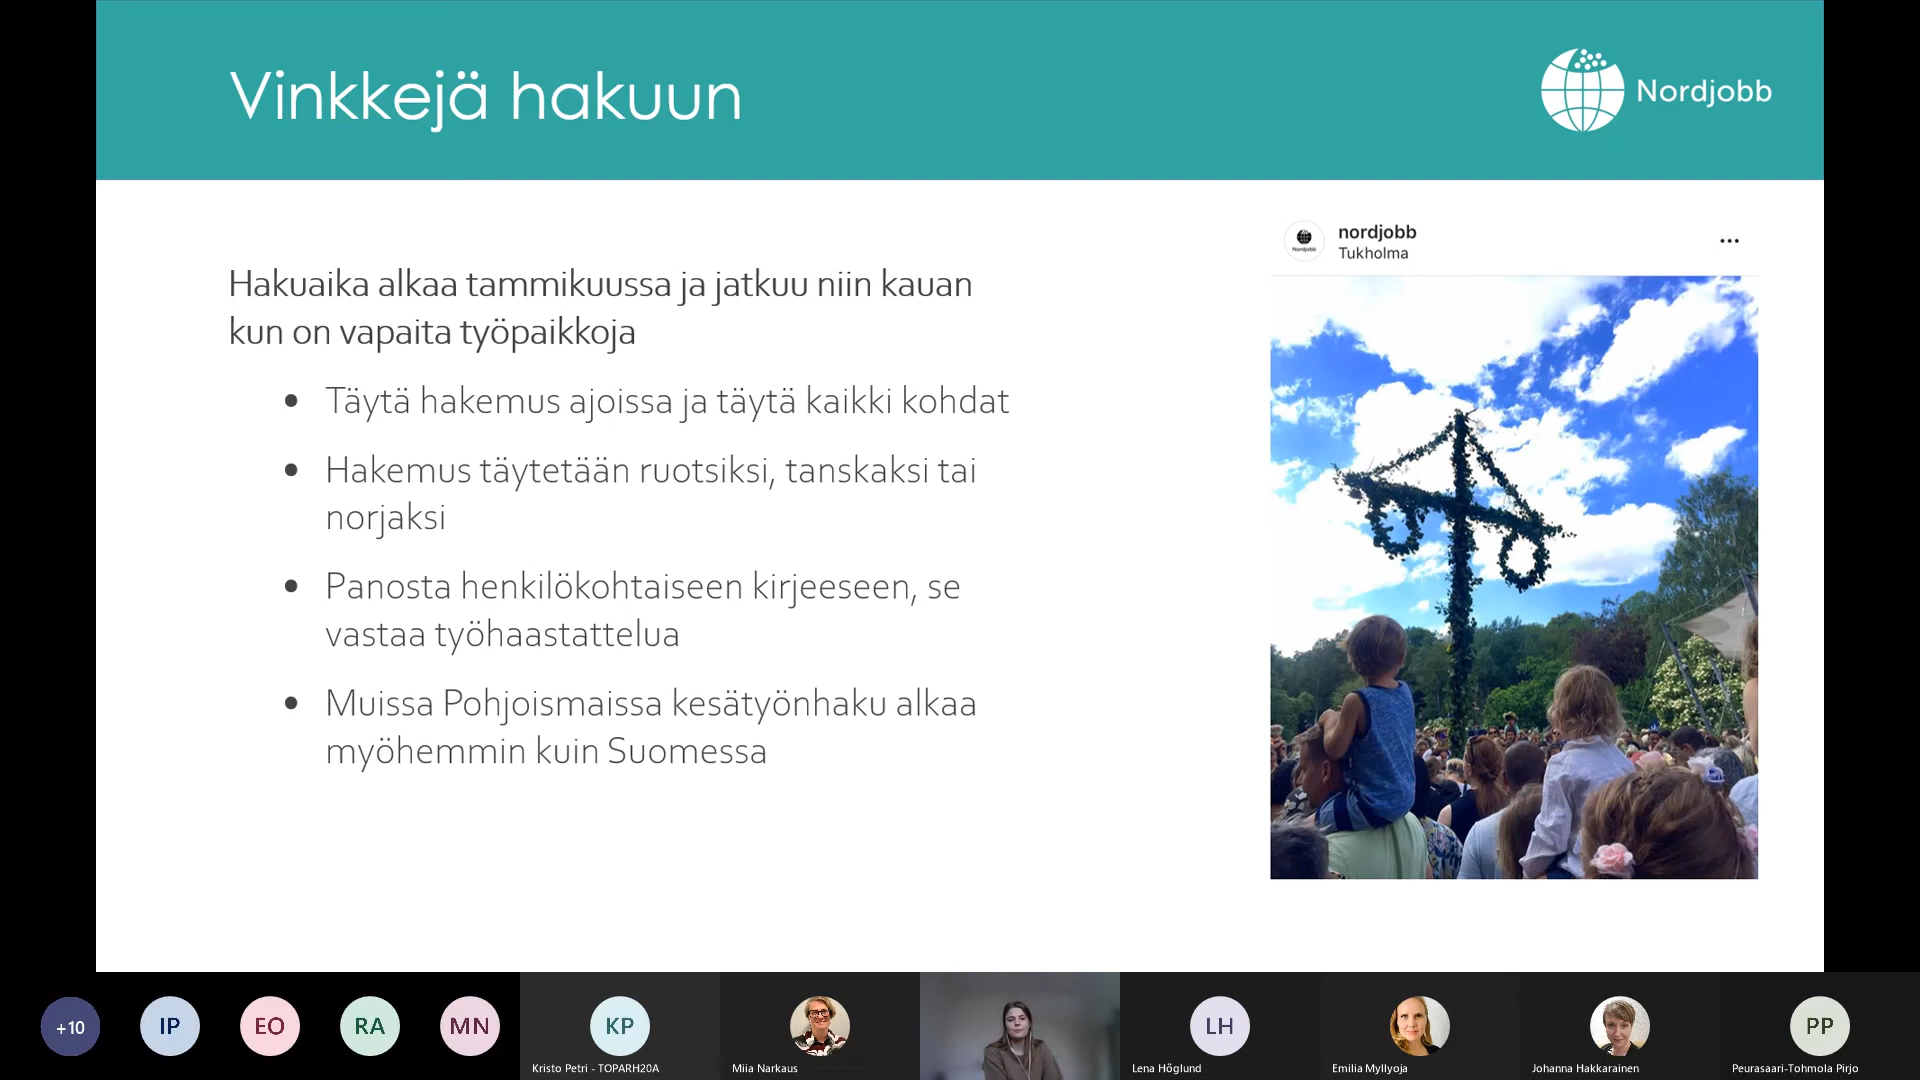 Vinkkejä hakuun
Nordjobb
Hakuaika alkaa tammikuussa ja jatkuu niin kauan
kun on vapaita työpaikkoja
• Täytä hakemus ajoissa ja täytä kaikki kohdat
• Hakemus täytetään ruotsiksi, tanskaksi tai
norjaksi
• Panosta henkilökohtaiseen kirjeeseen, se
vastaa työhaastattelua
• Muissa Pohjoismaissa kesätyönhaku alkaa
myöhemmin kuin Suomessa
nordjobb
Tukholma
Nordjobb
+10
IP
EO
RA
MN
KP
Kristo Petri - TOPARH20A
Miia Narkaus
LH
Lena Höglund
Emilia Myllyoja
Johanna Hakkarainen
PP
Peurasaari-Tohmola Pirjo